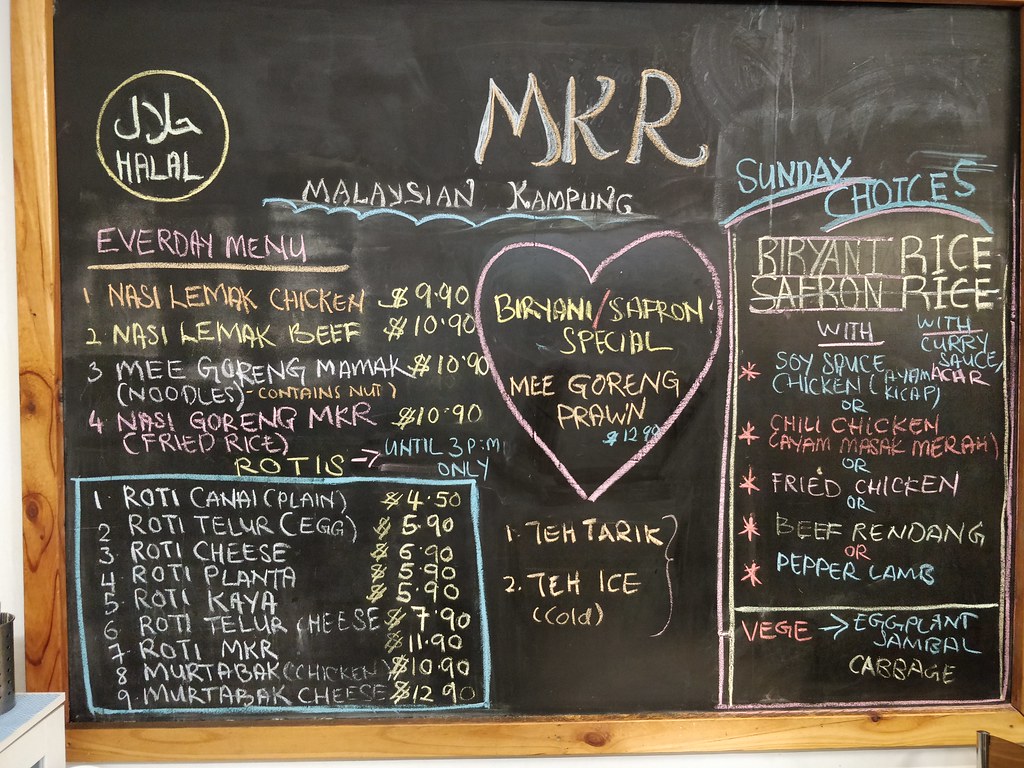 حلال
HALAL
MKR
MALAYSIAN KAMPUNG
EVERDAY MENU
1 NASI LEMAK CHICKEN $9.90
2 NASI LEMAK BEEF $10.90
3 MEE GORENG MAMAK $10.90
(NOODLES) - CONTAINS NUT)
4 NASI GORENG MKR $10.90
(FRIED RICE)
ROTIS → UNTIL 3P:M
ONLY
1 ROTI CANAI (PLAIN) $4.50
2 ROTI TELUR (EGG) $5.90
3 ROTI CHEESE $6.90
4 ROTI PLANTA $5.90
5 ROTI KAYA $5.90
6 ROTI TELUR CHEESE $7.90
7 ROTI MKR $11.90
8 MURTABAK (CHICKEN) $10.90
9 MURTABAK CHEESE $12.90
BIRYANI/SAFRON
SPECIAL
MEE GORENG
PRAWN
$12.90
1. TEH TARIK
2. TEH ICE
(Cold)
SUNDAY
CHOICES
BIRYANI RICE
SAFRON RICE
WITH
WITH
CURRY
SAUCE,
ACHR
* SOY SAUCE
CHICKEN (AYAM
KICAP)
OR
* CHILI CHICKEN
(AYAM MASAK MERAH)
OR
* FRIED CHICKEN
OR
* BEEF RENDANG
OR
* PEPPER LAMB
VEGE → EGGPLANT
SAMBAL
CABBAGE